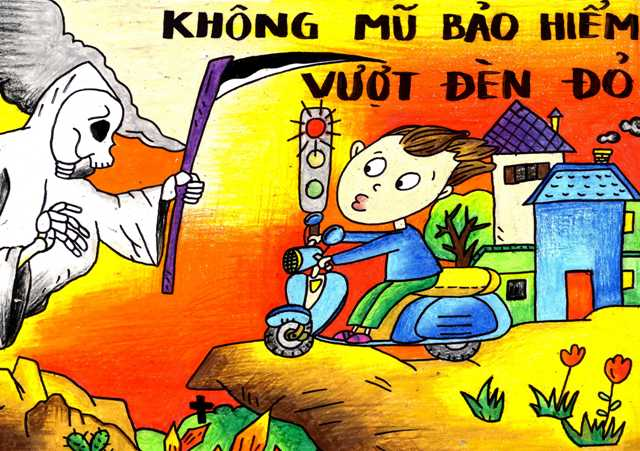 KHÔNG MŨ BẢO HIỂM
VƯỢT ĐÈN ĐỎ